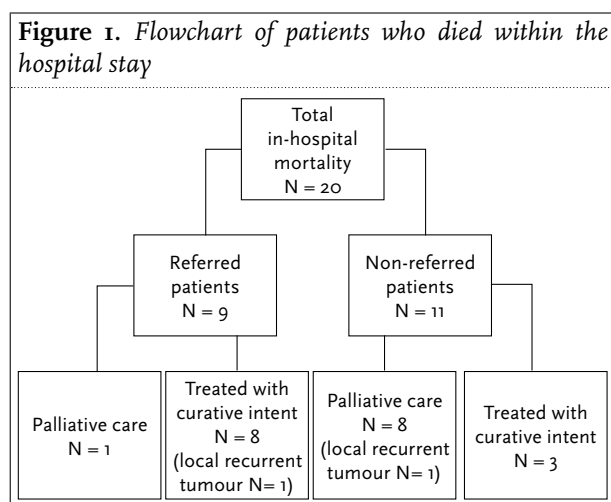 Figure 1. Flowchart of patients who died within the
hospital stay
Total
in-hospital
mortality
N = 20
Referred
patients
N = 9
Non-referred
patients
N = 11
Palliative care
N = 1
Treated with
curative intent
N = 8
(local recurrent
tumour N= 1)
Palliative care
N = 8
(local recurrent
tumour N= 1)
Treated with
curative intent
N = 3